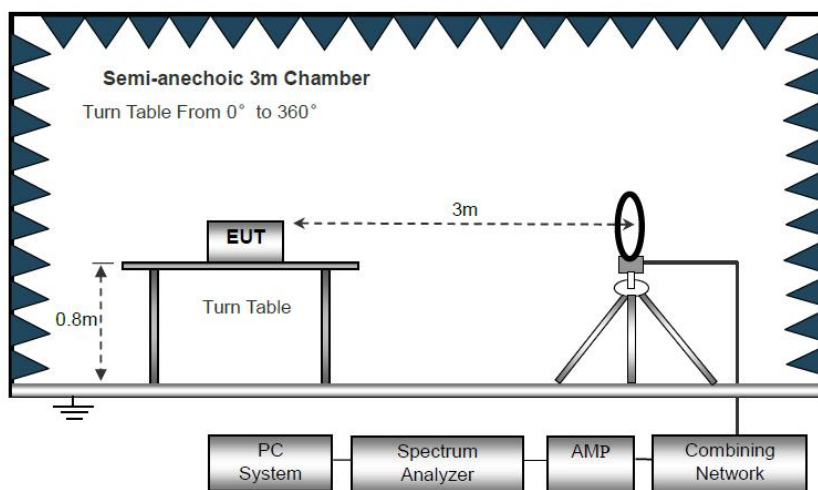 Semi-anechoic 3m Chamber
Turn Table From 0° to 360°
3m
EUT
Turn Table
0.8m
PC
System
Spectrum
Analyzer
AMP
Combining
Network